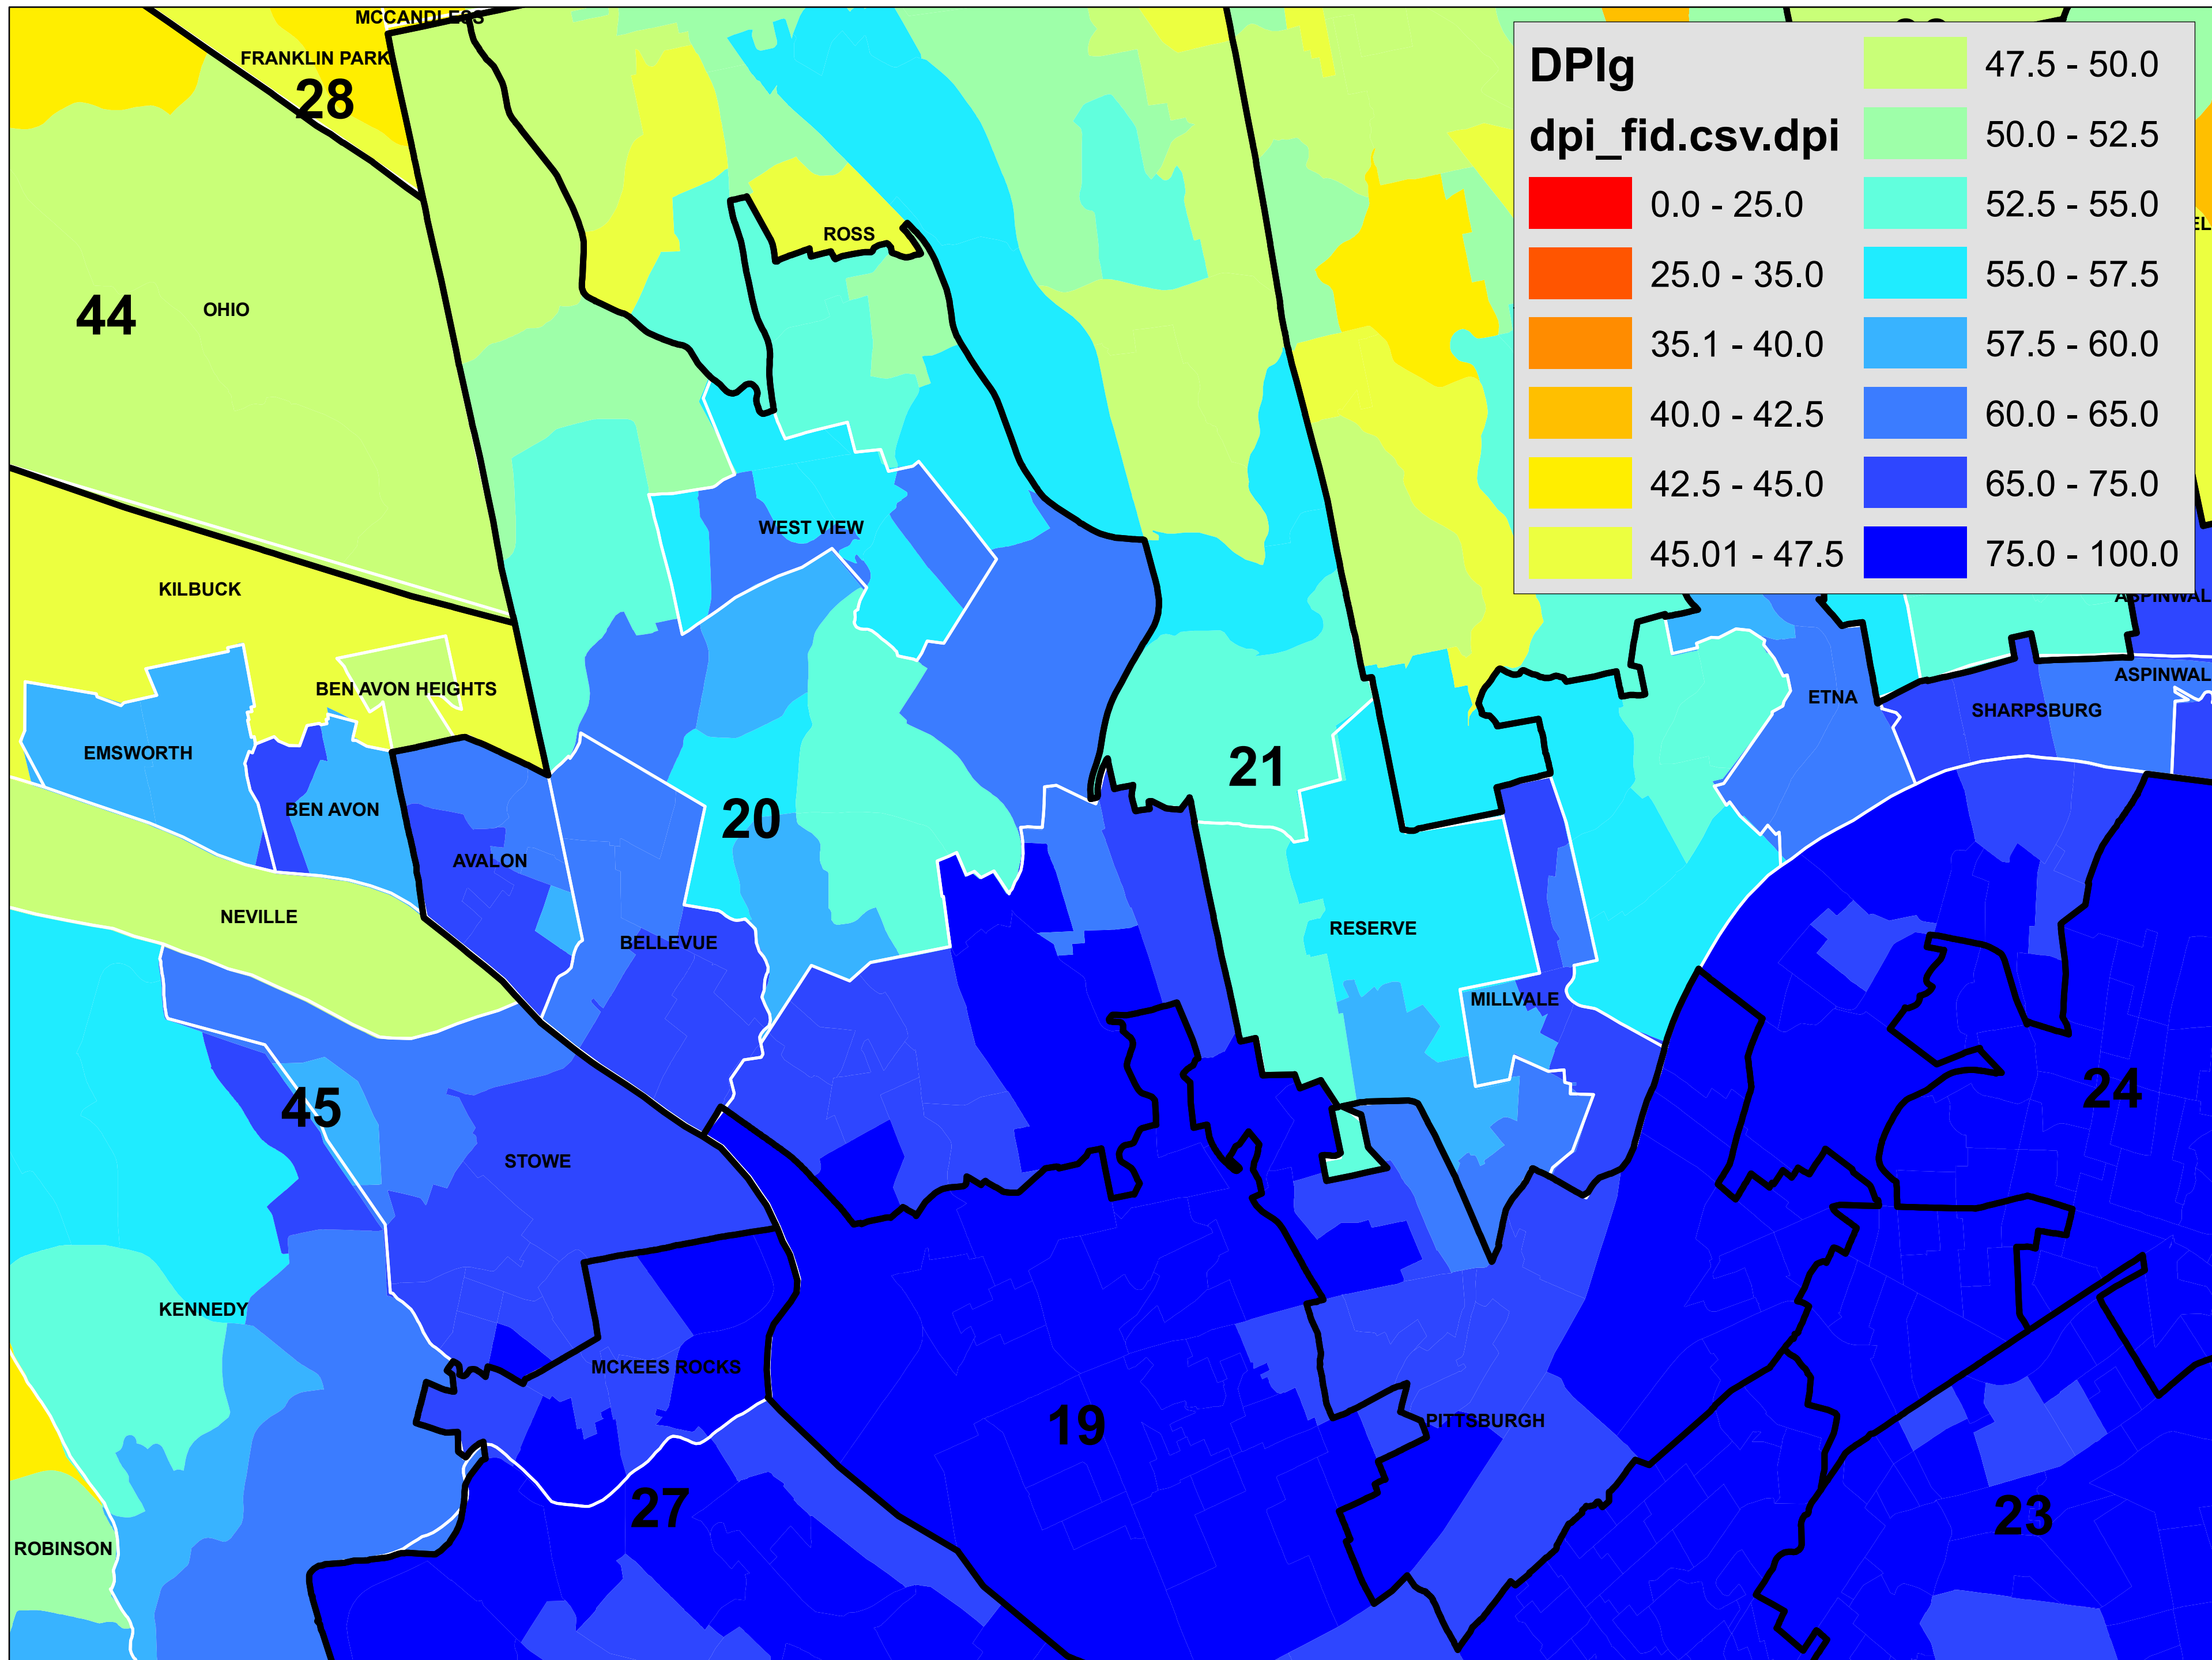 MCCANDLESS
FRANKLIN PARK
28
DPIg
dpi_fid.csv.dpi
0.0 - 25.0
25.0 - 35.0
35.1 - 40.0
40.0 - 42.5
42.5 - 45.0
45.01 - 47.5
47.5 - 50.0
50.0 - 52.5
52.5 - 55.0
55.0 - 57.5
57.5 - 60.0
60.0 - 65.0
65.0 - 75.0
75.0 - 100.0
ROSS
44
OHIO
WEST VIEW
KILBUCK
ASPINWAL
BEN AVON HEIGHTS
ASPINWAL
ETNA
SHARPSBURG
EMSWORTH
21
BEN AVON
20
AVALON
NEVILLE
BELLEVUE
RESERVE
MILLVALE
45
24
STOWE
KENNEDY
MCKEES ROCKS
19
PITTSBURGH
27
23
ROBINSON